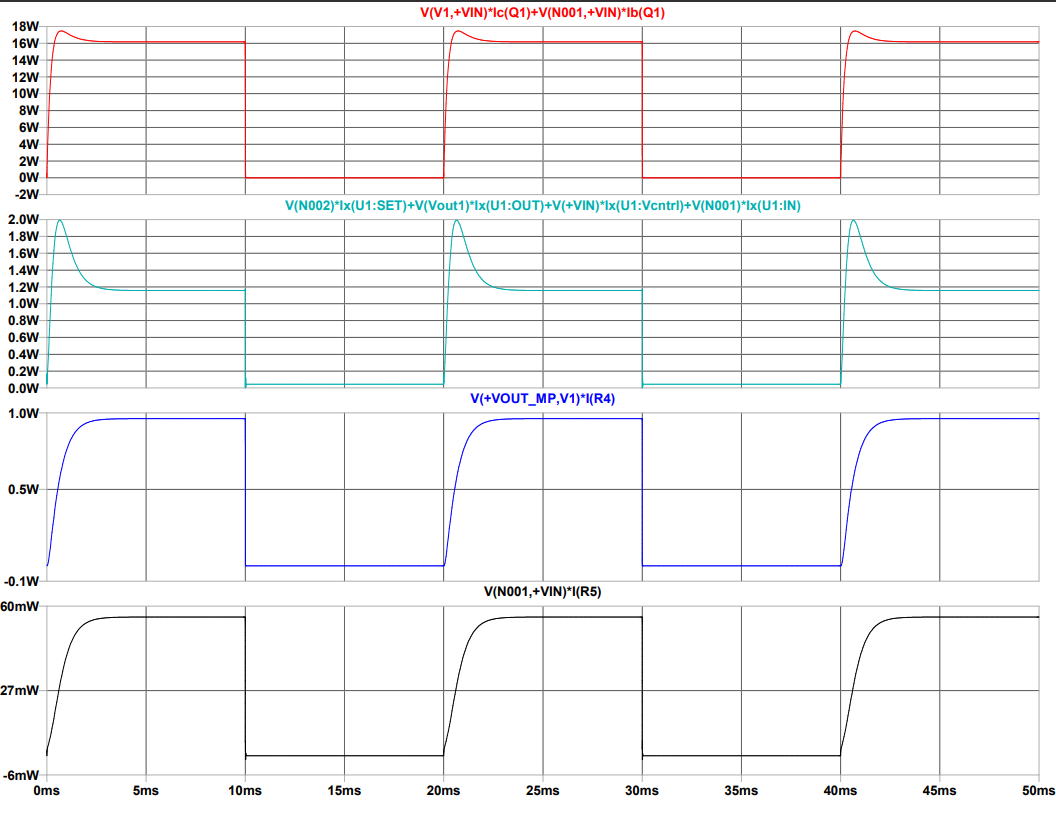 V(V1,+VIN)*Ic(Q1)+V(N001,+VIN)*Ib(Q1)
18W
16W
14W
12W
10W
8W
6W
4W
2W
0W
-2W
V(N002)*Ix(U1:SET)+V(Vout1)*Ix(U1:OUT)+V(+VIN)*Ix(U1:Vcntrl)+V(N001)*Ix(U1:IN)
2.0W
1.8W
1.6W
1.4W
1.2W
1.0W
0.8W
0.6W
0.4W
0.2W
0.0W
V(+VOUT_MP,V1)*I(R4)
1.0W
0.5W
-0.1W
V(N001,+VIN)*I(R5)
60mW
27mW
-6mW
0ms 5ms 10ms 15ms 20ms 25ms 30ms 35ms 40ms 45ms 50ms